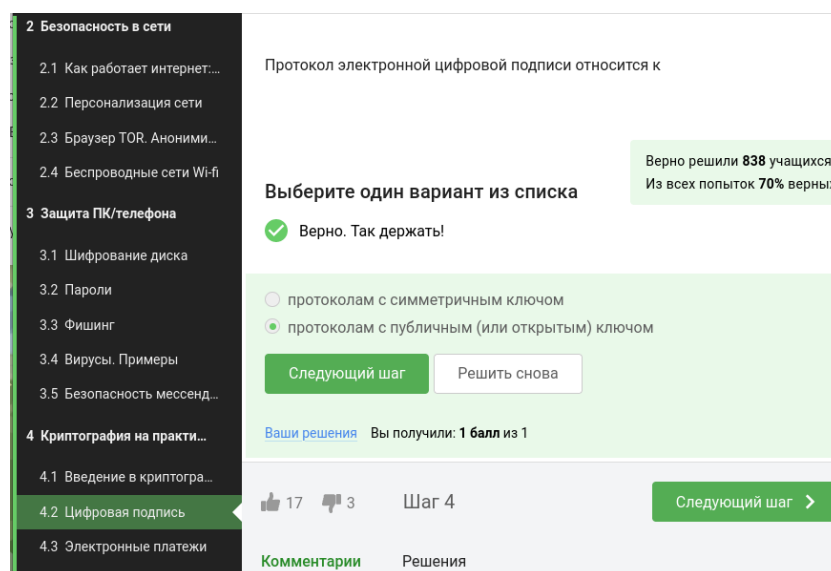 2 Безопасность в сети
2.1 Как работает интернет:...
2.2 Персонализация сети
2.3 Браузер TOR. Аноними...
2.4 Беспроводные сети Wi-fi
3 Защита ПК/телефона
3.1 Шифрование диска
3.2 Пароли
3.3 Фишинг
3.4 Вирусы. Примеры
3.5 Безопасность мессенд...
4 Криптография на практи...
4.1 Введение в криптогра...
4.2 Цифровая подпись
4.3 Электронные платежи
Протокол электронной цифровой подписи относится к
Верно решили 838 учащихся
Из всех попыток 70% верных
Выберите один вариант из списка
Верно. Так держать!
протоколам с симметричным ключом
протоколам с публичным (или открытым) ключом
Следующий шаг
Решить снова
Ваши решения Вы получили: 1 балл из 1
17 3 Шаг 4
Следующий шаг
Комментарии Решения